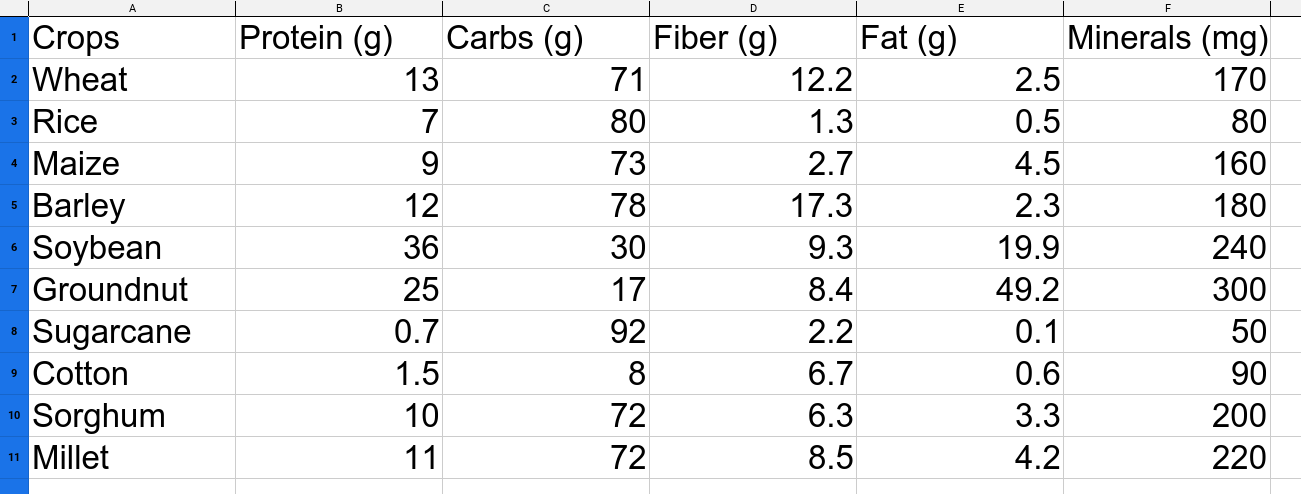 A B C D E F
1 Crops Protein (g) Carbs (g) Fiber (g) Fat (g) Minerals (mg)
2 Wheat 13 71 12.2 2.5 170
3 Rice 7 80 1.3 0.5 80
4 Maize 9 73 2.7 4.5 160
5 Barley 12 78 17.3 2.3 180
6 Soybean 36 30 9.3 19.9 240
7 Groundnut 25 17 8.4 49.2 300
8 Sugarcane 0.7 92 2.2 0.1 50
9 Cotton 1.5 8 6.7 0.6 90
10 Sorghum 10 72 6.3 3.3 200
11 Millet 11 72 8.5 4.2 220